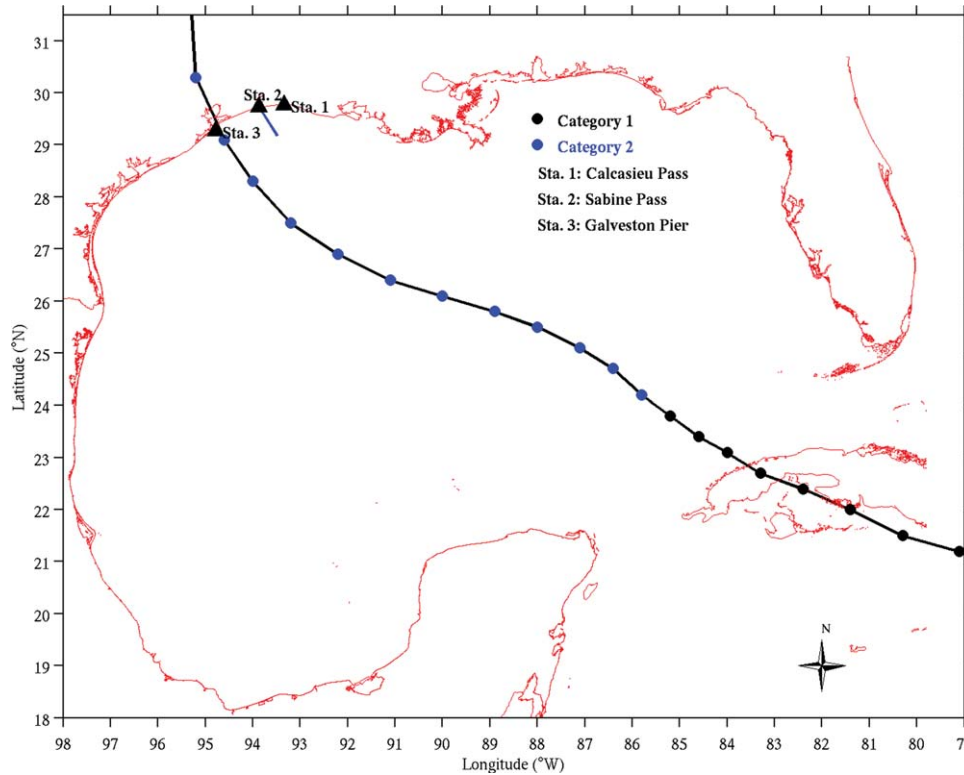 31
30
29
28
27
26
25
24
23
22
21
20
19
18
Latitude (°N)
Sta. 2
Sta. 1
Sta. 3
Category 1
Category 2
Sta. 1: Calcasieu Pass
Sta. 2: Sabine Pass
Sta. 3: Galveston Pier
N
98 97 96 95 94 93 92 91 90 89 88 87 86 85 84 83 82 81 80 7
Longitude (°W)